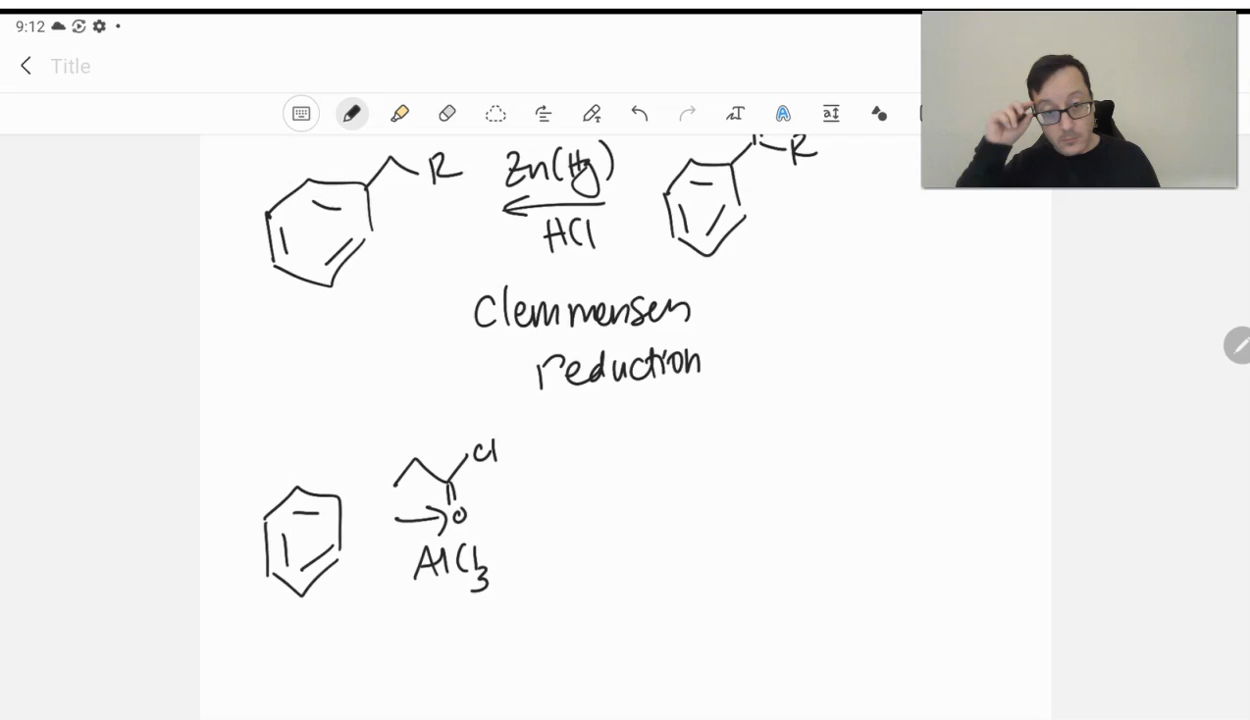 9:12
Title
R Zn(Hg) R
HCl
Clemmensen
reduction
Cl
O
AlCl3